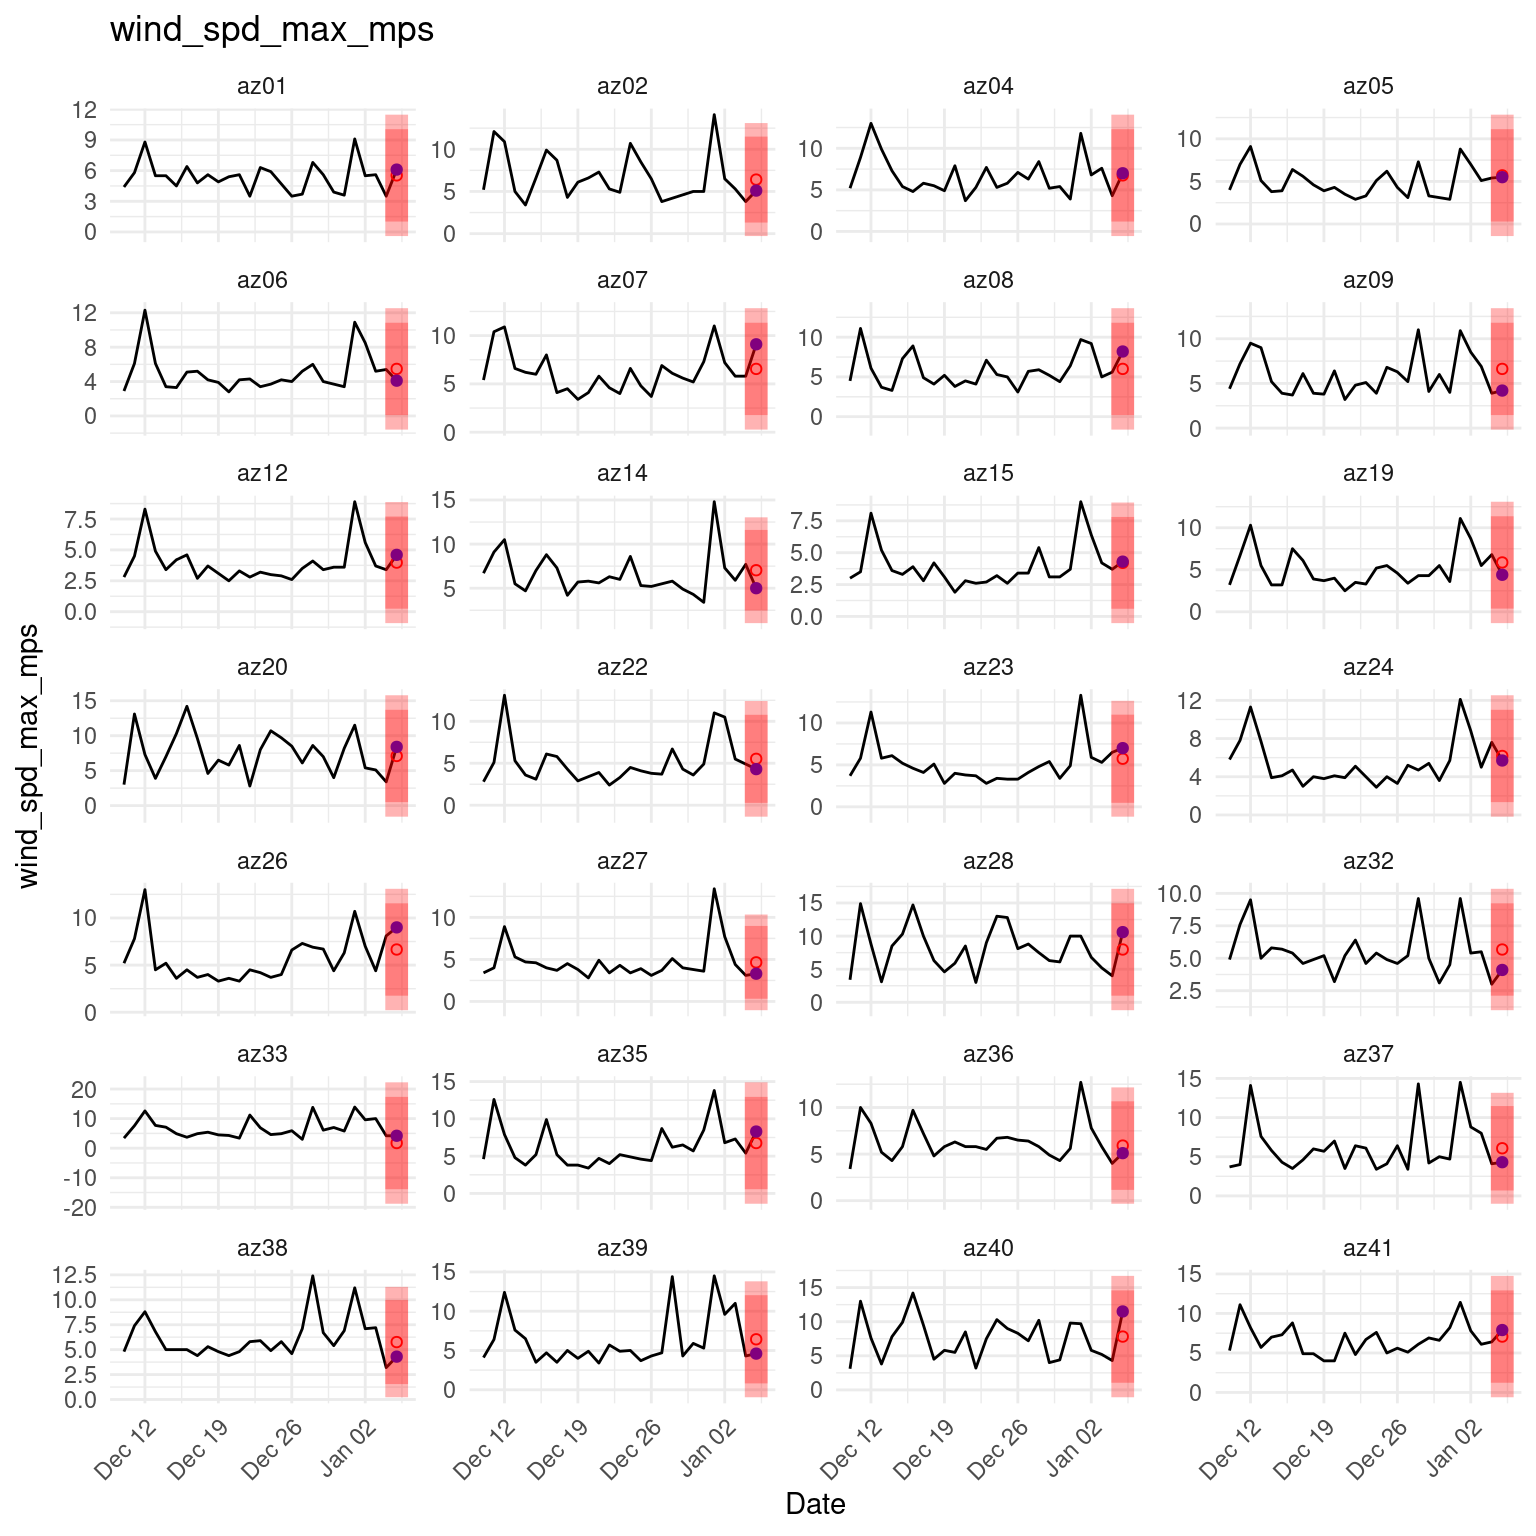 wind_spd_max_mps
az01 az02 az04 az05
12 9 6 3 0
10 5 0
10 5 0
10 5 0
az06 az07 az08 az09
12 8 4 0
10 5 0
10 5 0
10 5 0
az12 az14 az15 az19
7.5 5.0 2.5 0.0
15 10 5
7.5 5.0 2.5 0.0
10 5 0
wind_spd_max_mps
az20 az22 az23 az24
15 10 5 0
10 5 0
10 5 0
12 8 4 0
az26 az27 az28 az32
10 5 0
10 5 0
15 10 5 0
10.0 7.5 5.0 2.5
az33 az35 az36 az37
20 10 0 -10 -20
15 10 5 0
10 5 0
15 10 5 0
az38 az39 az40 az41
12.5 10.0 7.5 5.0 2.5 0.0
15 10 5 0
15 10 5 0
15 10 5 0
Dec 12 Dec 19 Dec 26 Jan 02 Dec 12 Dec 19 Dec 26 Jan 02 Dec 12 Dec 19 Dec 26 Jan 02 Dec 12 Dec 19 Dec 26 Jan 02
Date